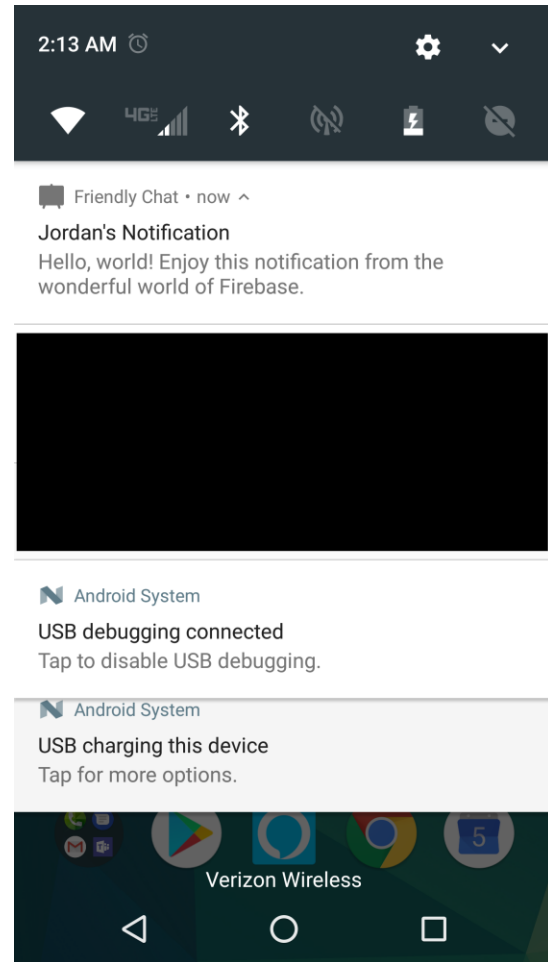 2:13 AM
4GE
Friendly Chat • now
Jordan's Notification
Hello, world! Enjoy this notification from the
wonderful world of Firebase.
Android System
USB debugging connected
Tap to disable USB debugging.
Android System
USB charging this device
Tap for more options.
5
Verizon Wireless